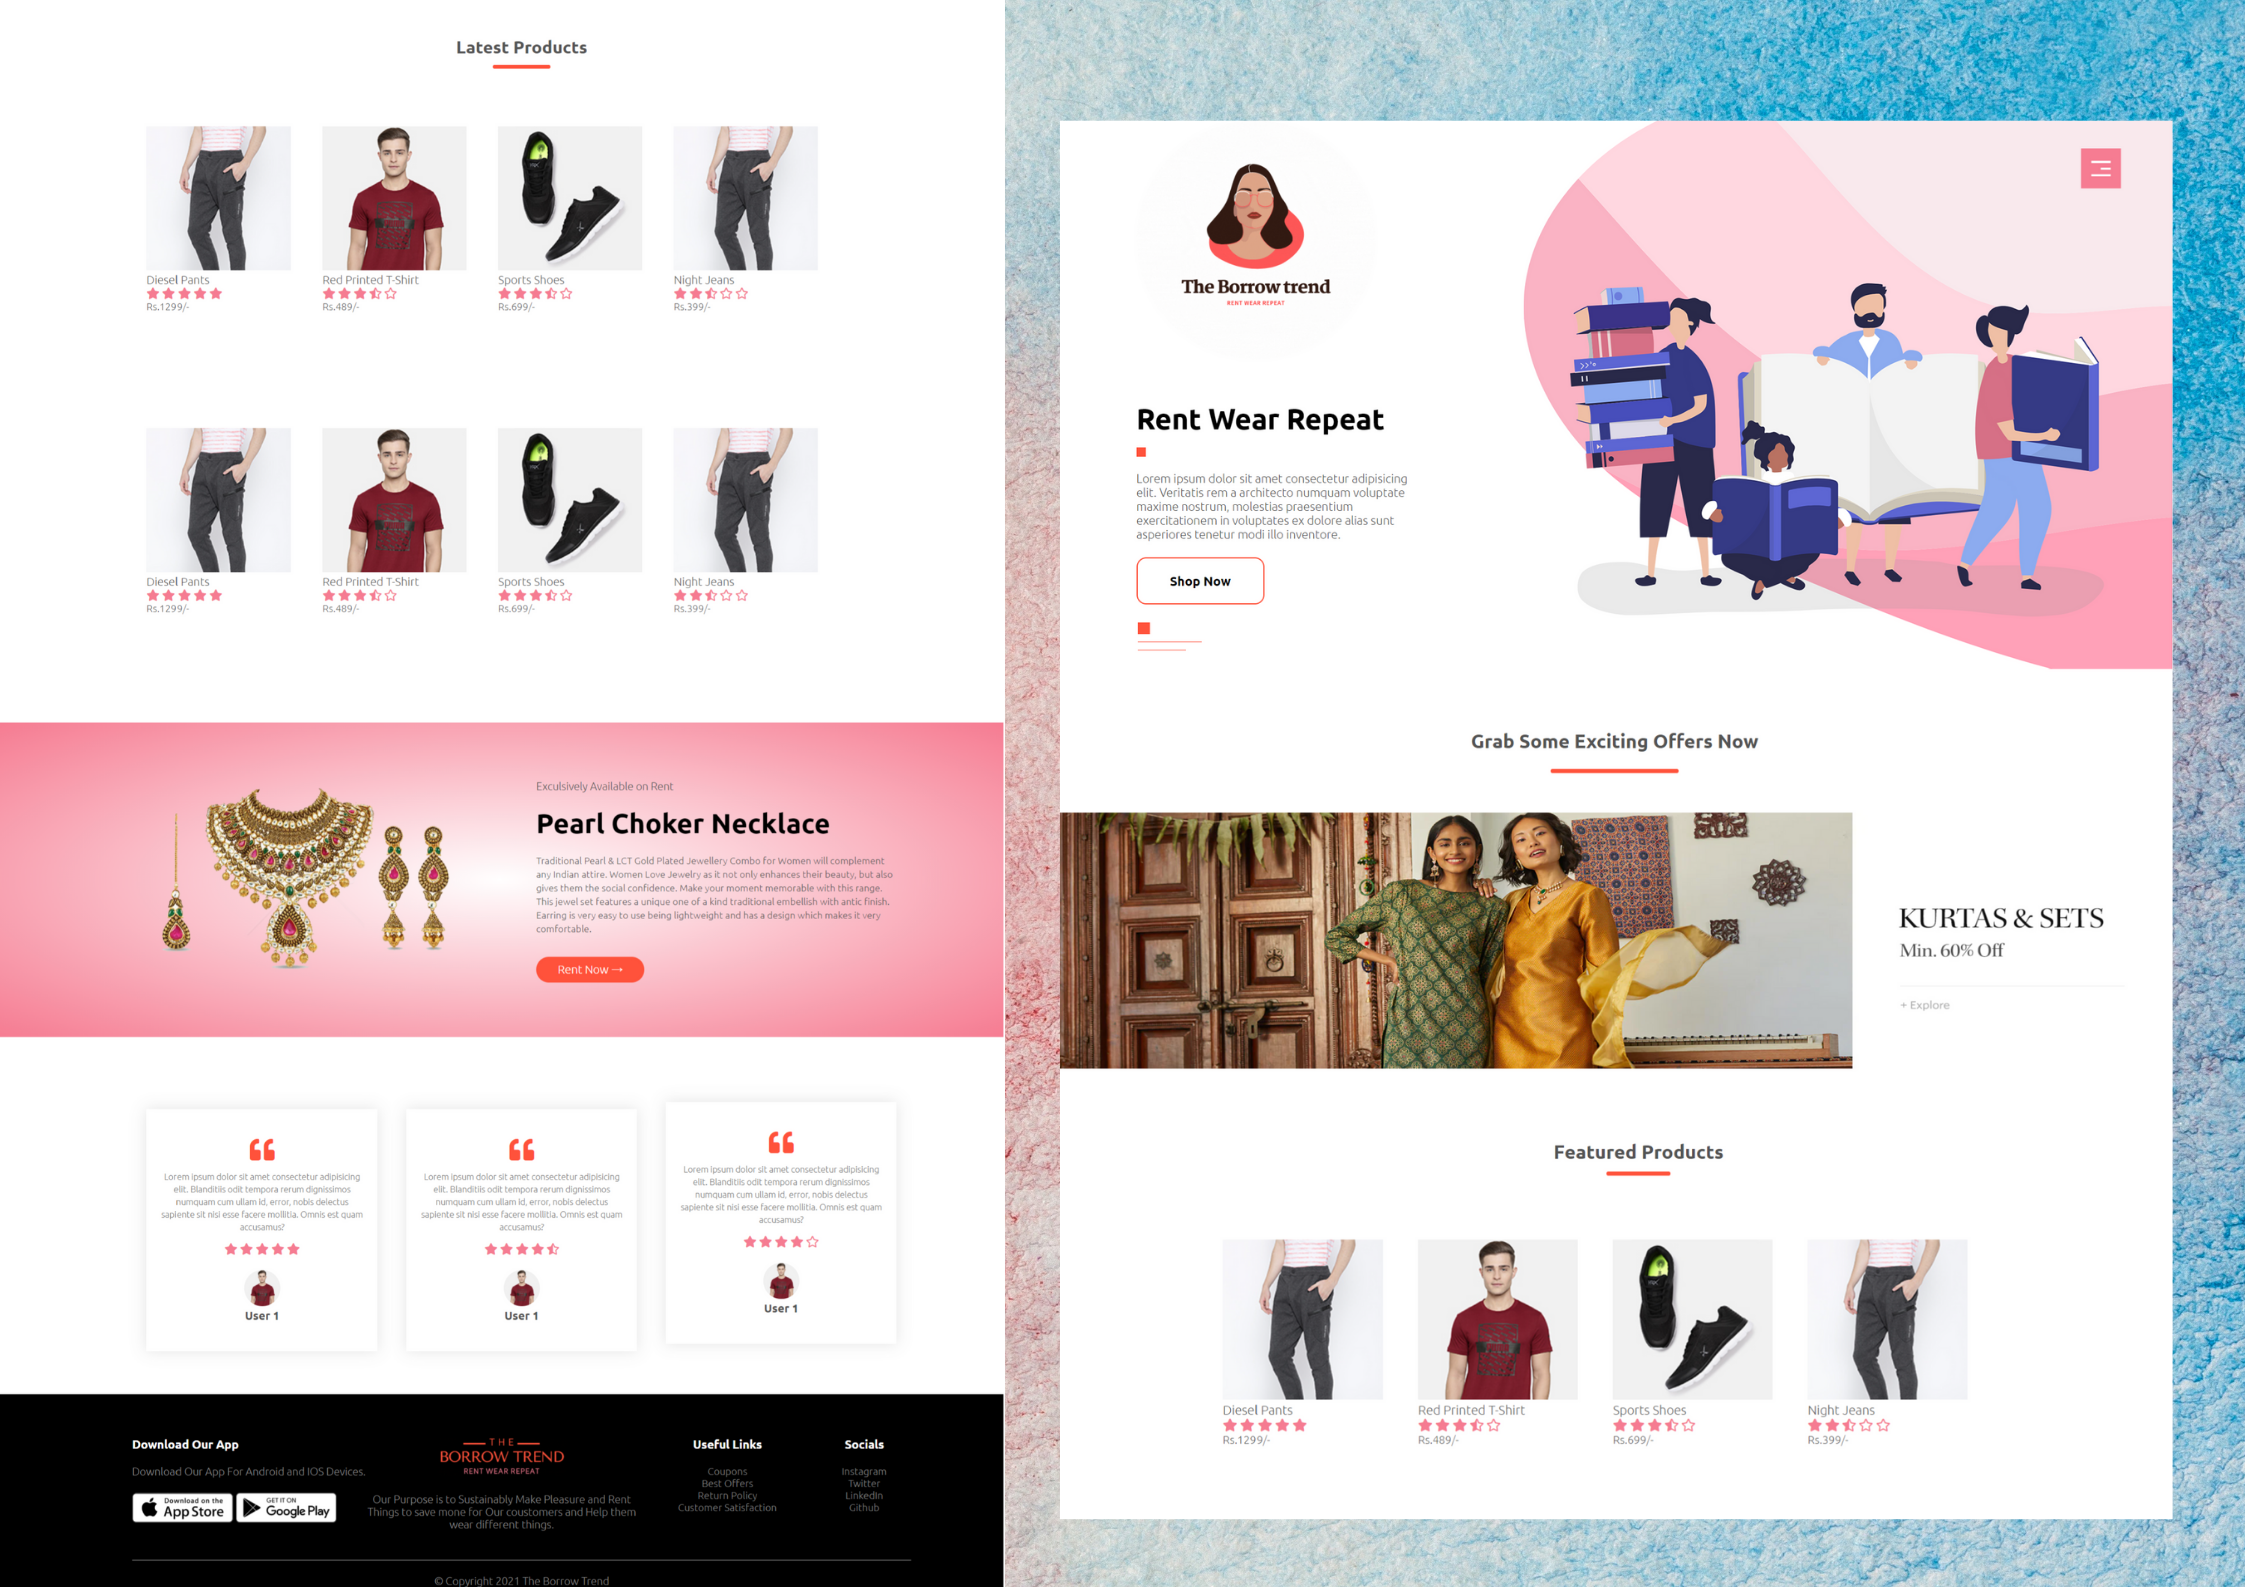 Latest Products
Diesel Pants
Rs.1299/-
Red Printed T-Shirt
Rs.489/-
Sports Shoes
Rs.699/-
Night Jeans
Rs.399/-
Diesel Pants
Rs.1299/-
Red Printed T-Shirt
Rs.489/-
Sports Shoes
Rs.699/-
Night Jeans
Rs.399/-
Exculsively Available on Rent
Pearl Choker Necklace
Traditional Pearl & LCT Gold Plated Jewellery Combo for Women will complement
any Indian attire. Women Love Jewelry as it not only enhances their beauty, but also
gives them the social confidence. Make your moment memorable with this range.
This jewel set features a unique one of a kind traditional embellish with antic finish.
Earring is very easy to use being lightweight and has a design which makes it very
comfortable.
Rent Now →
Lorem ipsum dolor sit amet consectetur adipisicing
elit. Blanditiis odit tempora rerum dignissimos
numquam cum ullam id, error, nobis delectus
sapiente sit nisi esse facere mollitia. Omnis est quam
accusamus?
User 1
Lorem ipsum dolor sit amet consectetur adipisicing
elit. Blanditiis odit tempora rerum dignissimos
numquam cum ullam id, error, nobis delectus
sapiente sit nisi esse facere mollitia. Omnis est quam
accusamus?
User 1
Lorem ipsum dolor sit amet consectetur adipisicing
elit. Blanditiis odit tempora rerum dignissimos
numquam cum ullam id, error, nobis delectus
sapiente sit nisi esse facere mollitia. Omnis est quam
accusamus?
User 1
Download Our App
Download Our App For Android and IOS Devices.
Download on the
App Store
GET IT ON
Google Play
THE
BORROW TREND
RENT WEAR REPEAT
Our Purpose is to Sustainably Make Pleasure and Rent
Things to save mone for Our coustomers and Help them
wear different things.
Useful Links
Coupons
Best Offers
Return Policy
Customer Satisfaction
Socials
Instagram
Twitter
LinkedIn
Github
© Copyright 2021 The Borrow Trend
The Borrow trend
RENT WEAR REPEAT
Rent Wear Repeat
Lorem ipsum dolor sit amet consectetur adipisicing
elit. Veritatis rem a architecto numquam voluptate
maxime nostrum, molestias praesentium
exercitationem in voluptates ex dolore alias sunt
asperiores tenetur modi illo inventore.
Shop Now
Grab Some Exciting Offers Now
KURTAS & SETS
Min. 60% Off
+ Explore
Featured Products
Diesel Pants
Rs.1299/-
Red Printed T-Shirt
Rs.489/-
Sports Shoes
Rs.699/-
Night Jeans
Rs.399/-